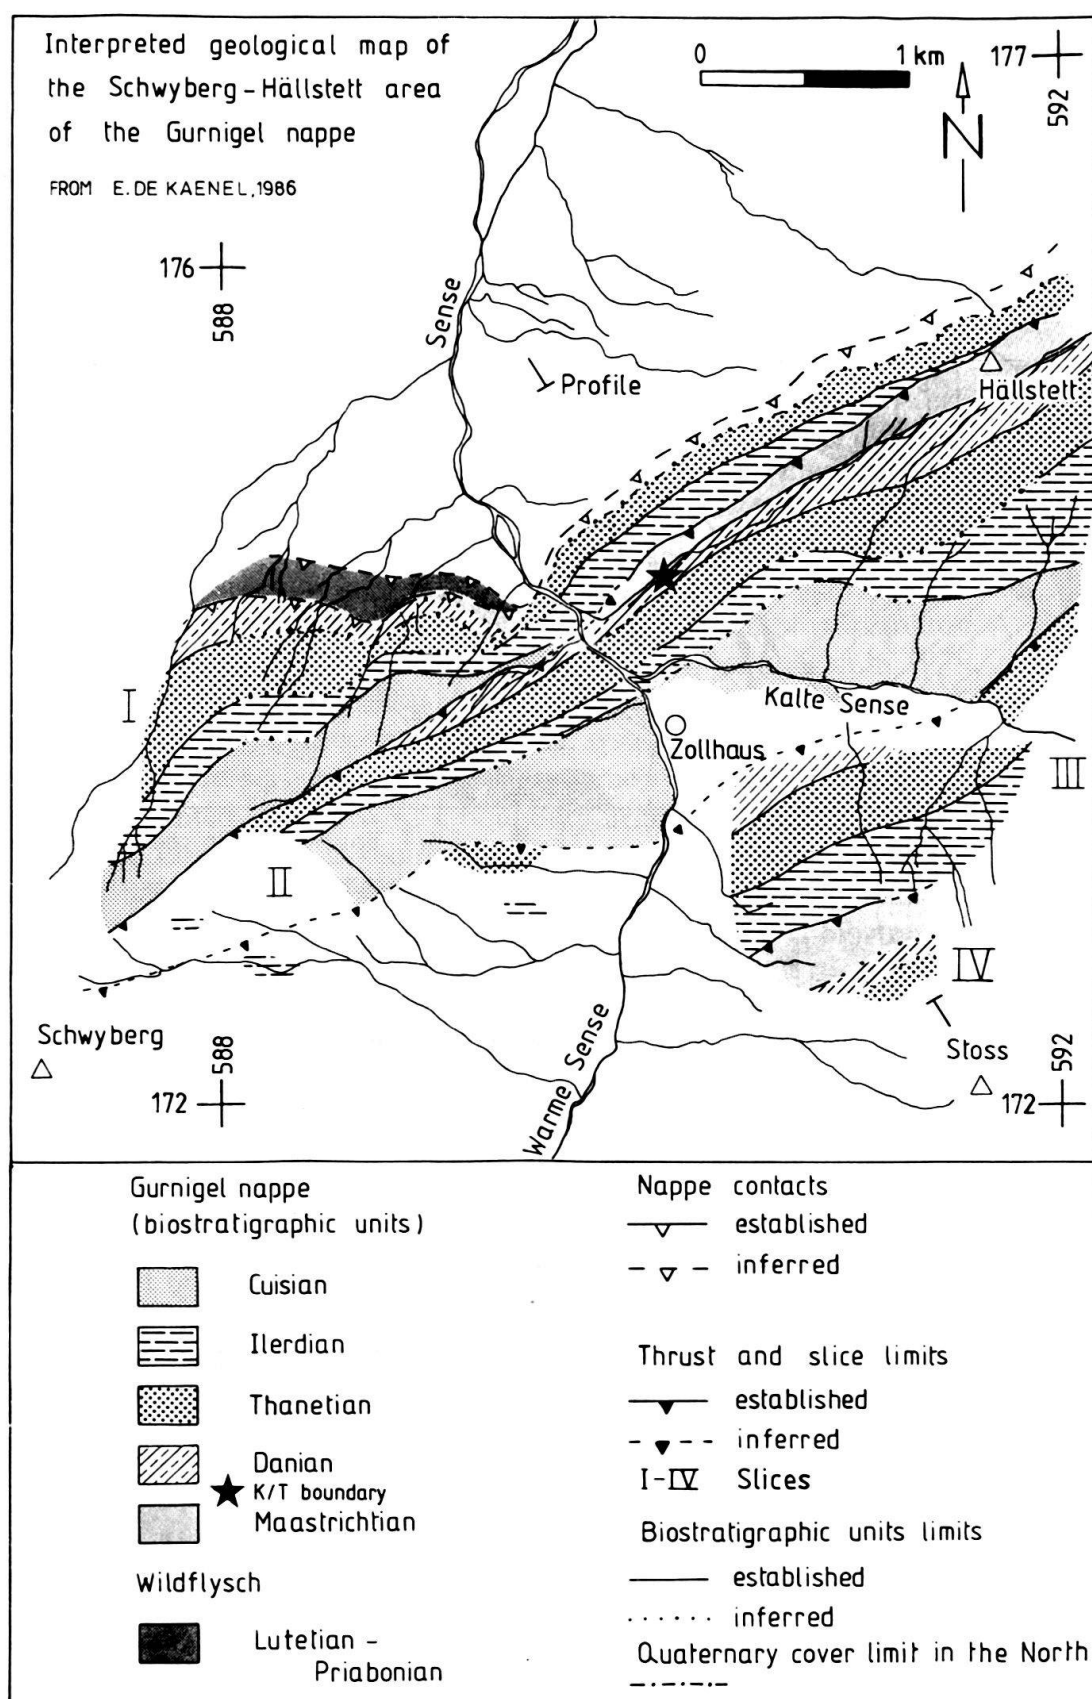 Interpreted geological map of
the Schwyberg-Hällstett area
of the Gurnigel nappe
FROM E. DE KAENEL, 1986
0 1 km
177
592
N
176
588
Sense
Profile
Hällstett
I
Kalte Sense
Zollhaus
III
II
IV
Schwyberg
588
172
Warme Sense
Stoss
592
172
Gurnigel nappe
(biostratigraphic units)
Cuisian
Ilerdian
Thanetian
Danian
K/T boundary
Maastrichtian
Wildflysch
Lutetian -
Priabonian
Nappe contacts
established
inferred
Thrust and slice limits
established
inferred
I-IV Slices
Biostratigraphic units limits
established
inferred
Quaternary cover limit in the North